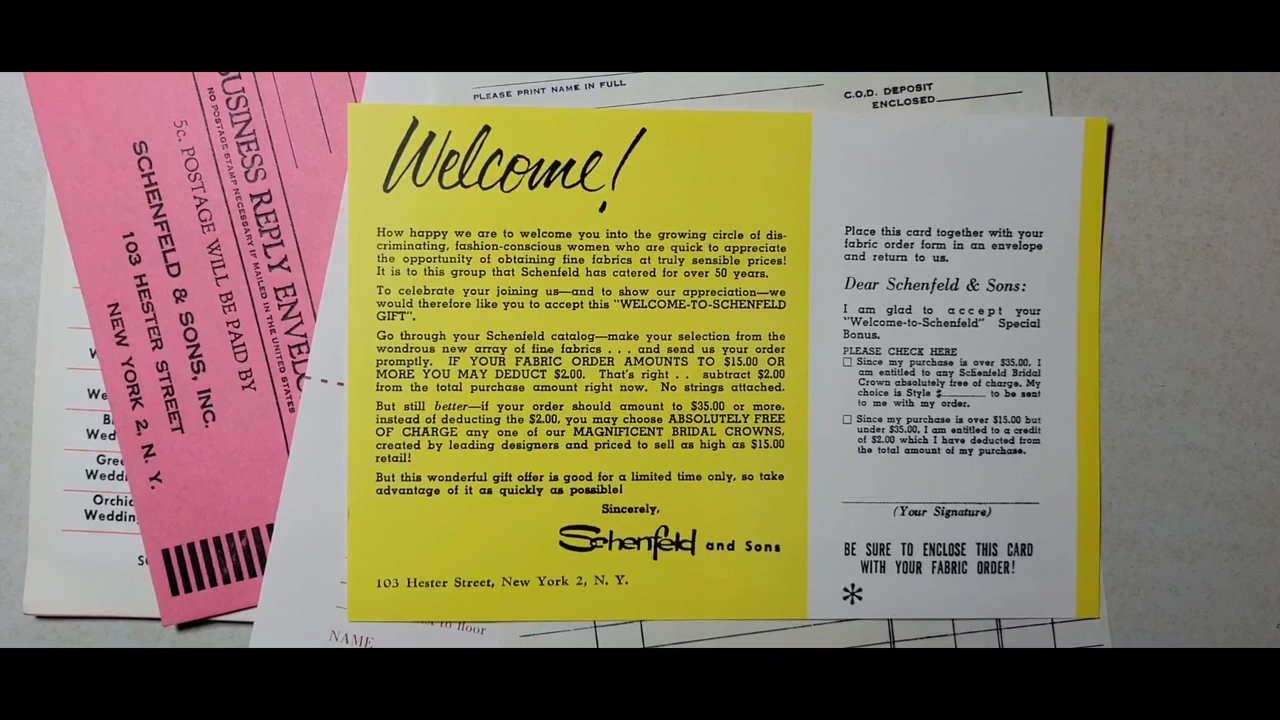 PLEASE PRINT NAME IN FULL
C.O.D. DEPOSIT
ENCLOSED
BUSINESS REPLY ENVELO
NO POSTAGE STAMP NECESSARY IF MAILED IN THE UNITED STATES
5c. POSTAGE WILL BE PAID BY
SCHENFELD & SONS, INC.
103 HESTER STREET
NEW YORK 2, N. Y.
Welcome!
How happy we are to welcome you into the growing circle of dis-
criminating, fashion-conscious women who are quick to appreciate
the opportunity of obtaining fine fabrics at truly sensible prices!
It is to this group that Schenfeld has catered for over 50 years.
To celebrate your joining us—and to show our appreciation—we
would therefore like you to accept this "WELCOME-TO-SCHENFELD
GIFT".
Go through your Schenfeld catalog—make your selection from the
wondrous new array of fine fabrics . . . and send us your order
promptly. IF YOUR FABRIC ORDER AMOUNTS TO $15.00 OR
MORE YOU MAY DEDUCT $2.00. That's right . . subtract $2.00
from the total purchase amount right now. No strings attached.
But still better—if your order should amount to $35.00 or more,
instead of deducting the $2.00, you may choose ABSOLUTELY FREE
OF CHARGE any one of our MAGNIFICENT BRIDAL CROWNS,
created by leading designers and priced to sell as high as $15.00
retail!
But this wonderful gift offer is good for a limited time only, so take
advantage of it as quickly as possible!
Sincerely,
Schenfeld and Sons
103 Hester Street, New York 2, N. Y.
Place this card together with your
fabric order form in an envelope
and return to us.
Dear Schenfeld & Sons:
I am glad to accept your
"Welcome-to-Schenfeld" Special
Bonus.
PLEASE CHECK HERE
Since my purchase is over $35.00, I
am entitled to any Schenfeld Bridal
Crown absolutely free of charge. My
choice is Style $ to be sent
to me with my order.
Since my purchase is over $15.00 but
under $35.00, I am entitled to a credit
of $2.00 which I have deducted from
the total amount of my purchase.
(Your Signature)
BE SURE TO ENCLOSE THIS CARD
WITH YOUR FABRIC ORDER!
*
We
Wed
Gree
Wedd
Orchid
Wedding
to floor
NAME